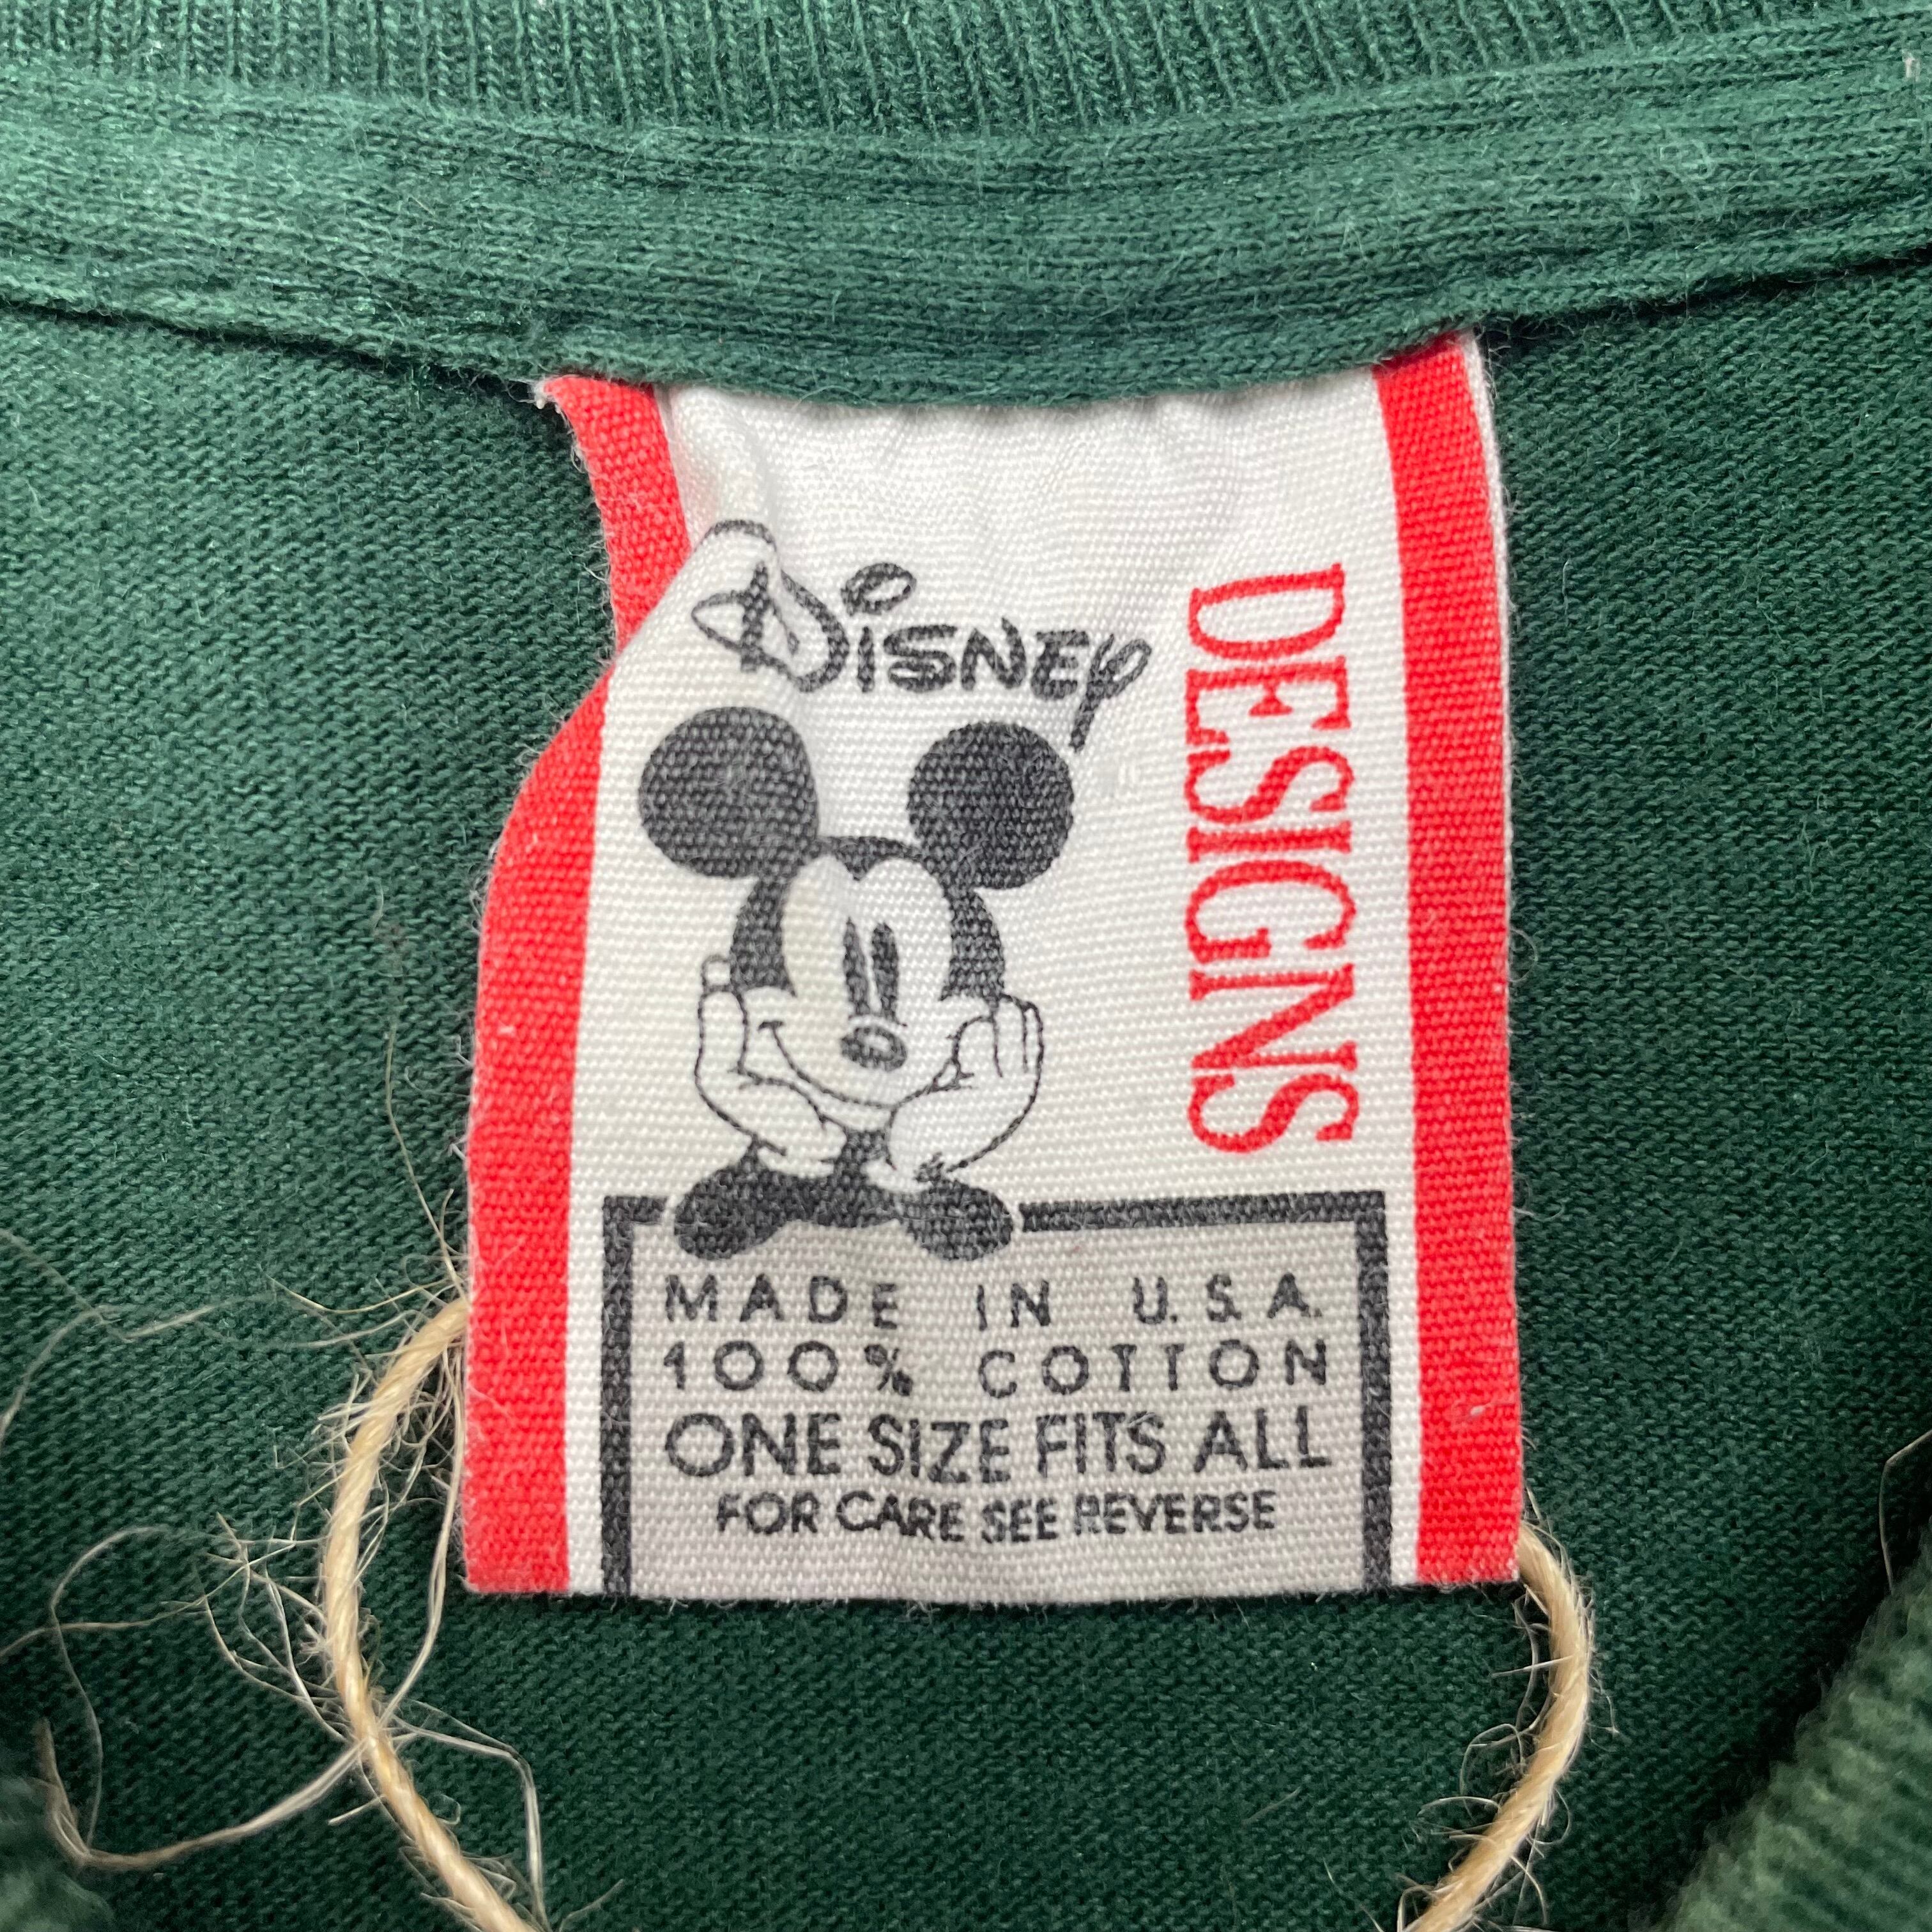 Disney
DESIGNS
MADE IN U.S.A.
100% COTTON
ONE SIZE FITS ALL
FOR CARE SEE REVERSE